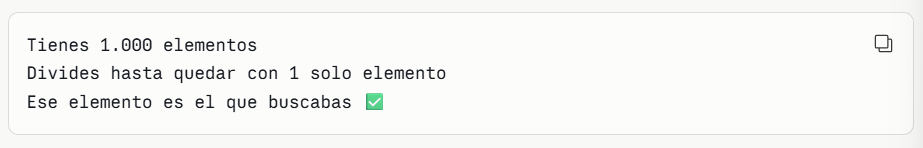 Tienes 1.000 elementos
Divides hasta quedar con 1 solo elemento
Ese elemento es el que buscabas ✅